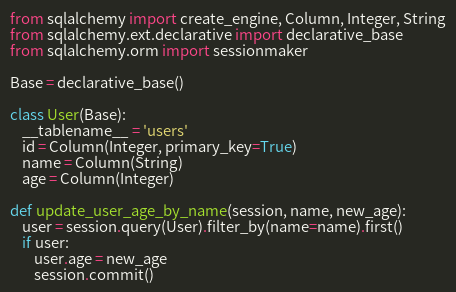 from sqlalchemy import create_engine, Column, Integer, String
from sqlalchemy.ext.declarative import declarative_base
from sqlalchemy.orm import sessionmaker

Base = declarative_base()

class User(Base):
    __tablename__ = 'users'
    id = Column(Integer, primary_key=True)
    name = Column(String)
    age = Column(Integer)

def update_user_age_by_name(session, name, new_age):
    user = session.query(User).filter_by(name=name).first()
    if user:
        user.age = new_age
        session.commit()